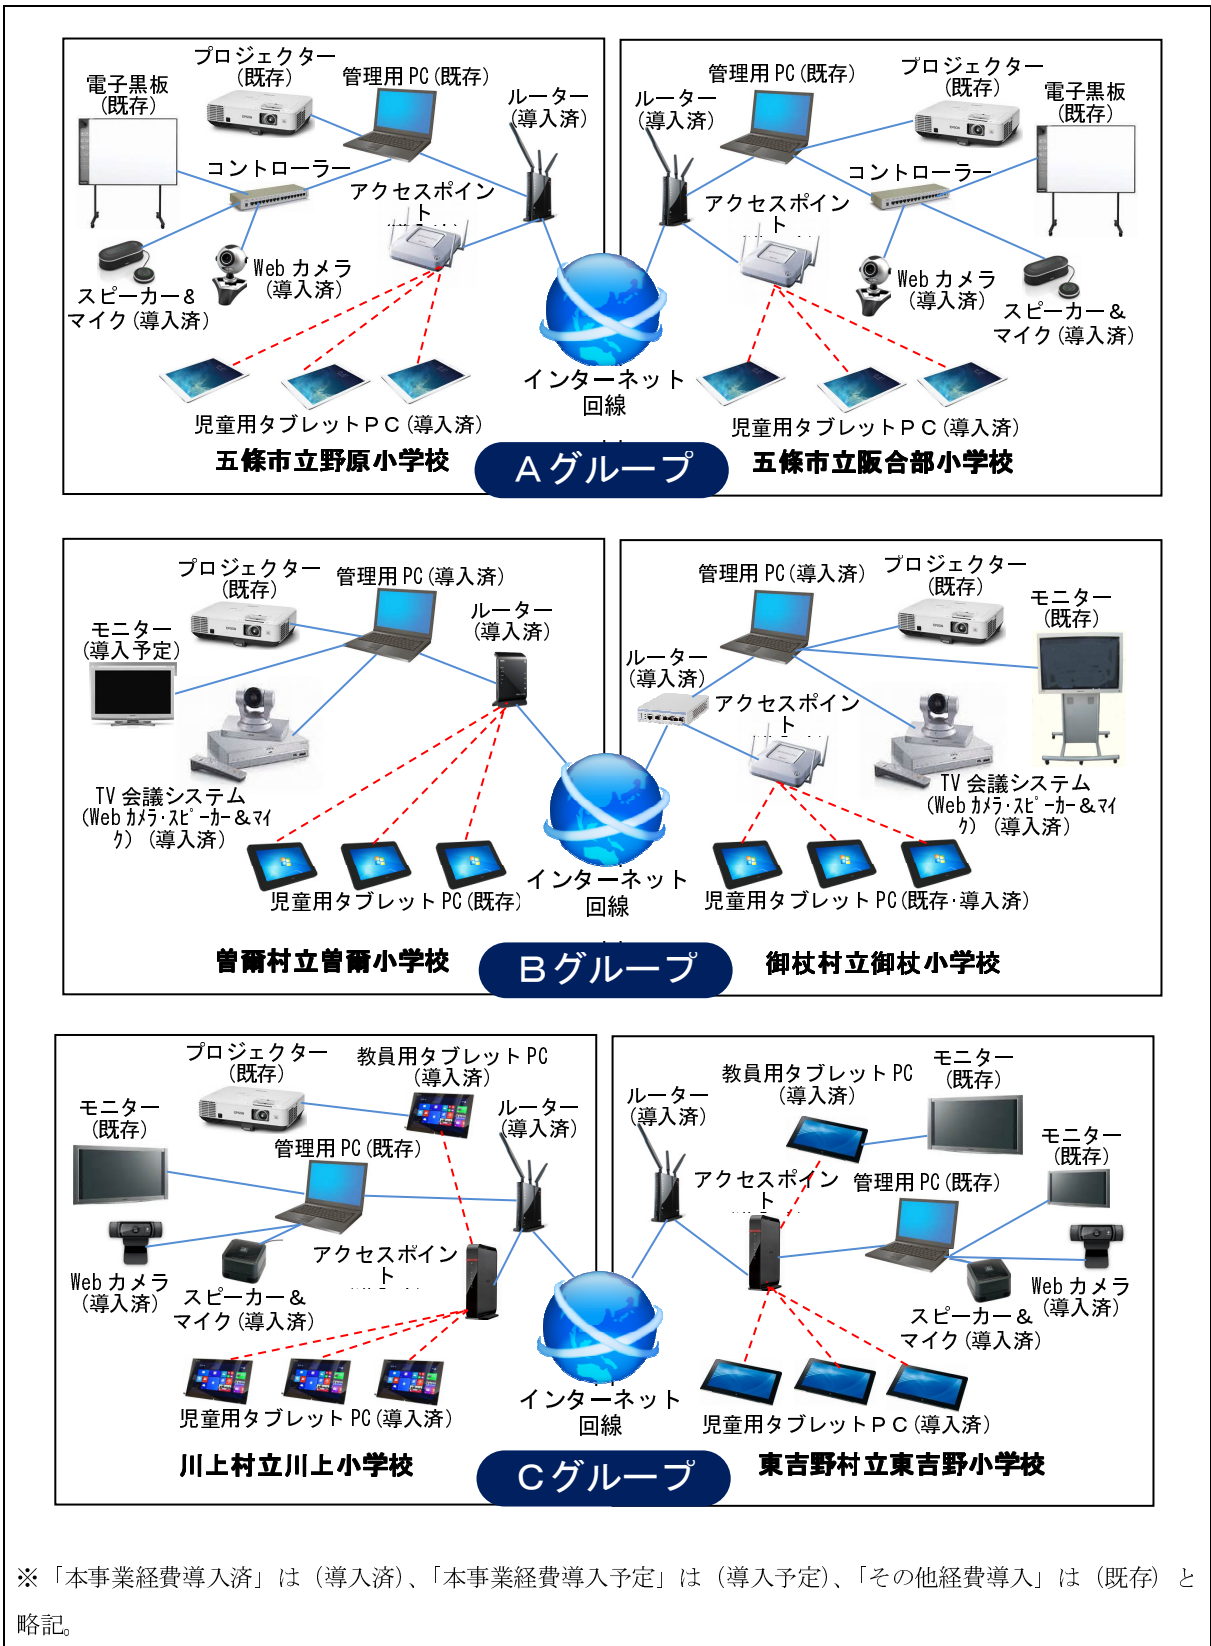 プロジェクター
(既存)
管理用PC(既存)
電子黒板
(既存)
ルーター
(導入済)
コントローラー
アクセスポイン
ト
Webカメラ
(導入済)
スピーカー&
マイク(導入済)
児童用タブレットPC(導入済)
五條市立野原小学校
管理用PC(既存)
プロジェクター
(既存)
ルーター
(導入済)
電子黒板
(既存)
コントローラー
アクセスポイン
ト
Webカメラ
(導入済)
スピーカー&
マイク(導入済)
児童用タブレットPC(導入済)
五條市立阪合部小学校
インターネット
回線
Aグループ
プロジェクター
(既存)
管理用PC(導入済)
モニター
(導入予定)
ルーター
(導入済)
TV会議システム
(Webカメラ・スピーカー&マイ
ク)(導入済)
児童用タブレットPC(既存)
曽爾村立曽爾小学校
管理用PC(導入済)
プロジェクター
(既存)
モニター
(既存)
ルーター
(導入済)
アクセスポイント
TV会議システム
(Webカメラ・スピーカー&マイ
ク)(導入済)
児童用タブレットPC(既存・導入済)
御杖村立御杖小学校
インターネット
回線
Bグループ
プロジェクター
(既存)
教員用タブレットPC
(導入済)
モニター
(既存)
ルーター
(導入済)
管理用PC(既存)
アクセスポイン
ト
Webカメラ
(導入済)
スピーカー&
マイク(導入済)
児童用タブレットPC(導入済)
川上村立川上小学校
モニター
(既存)
教員用タブレットPC
(導入済)
ルーター
(導入済)
モニター
(既存)
アクセスポイン
ト
管理用PC(既存)
Webカメラ
(導入済)
スピーカー&
マイク(導入済)
児童用タブレットPC(導入済)
東吉野村立東吉野小学校
インターネット
回線
Cグループ
※「本事業経費導入済」は(導入済)、「本事業経費導入予定」は(導入予定)、「その他経費導入」は(既存)と
略記。